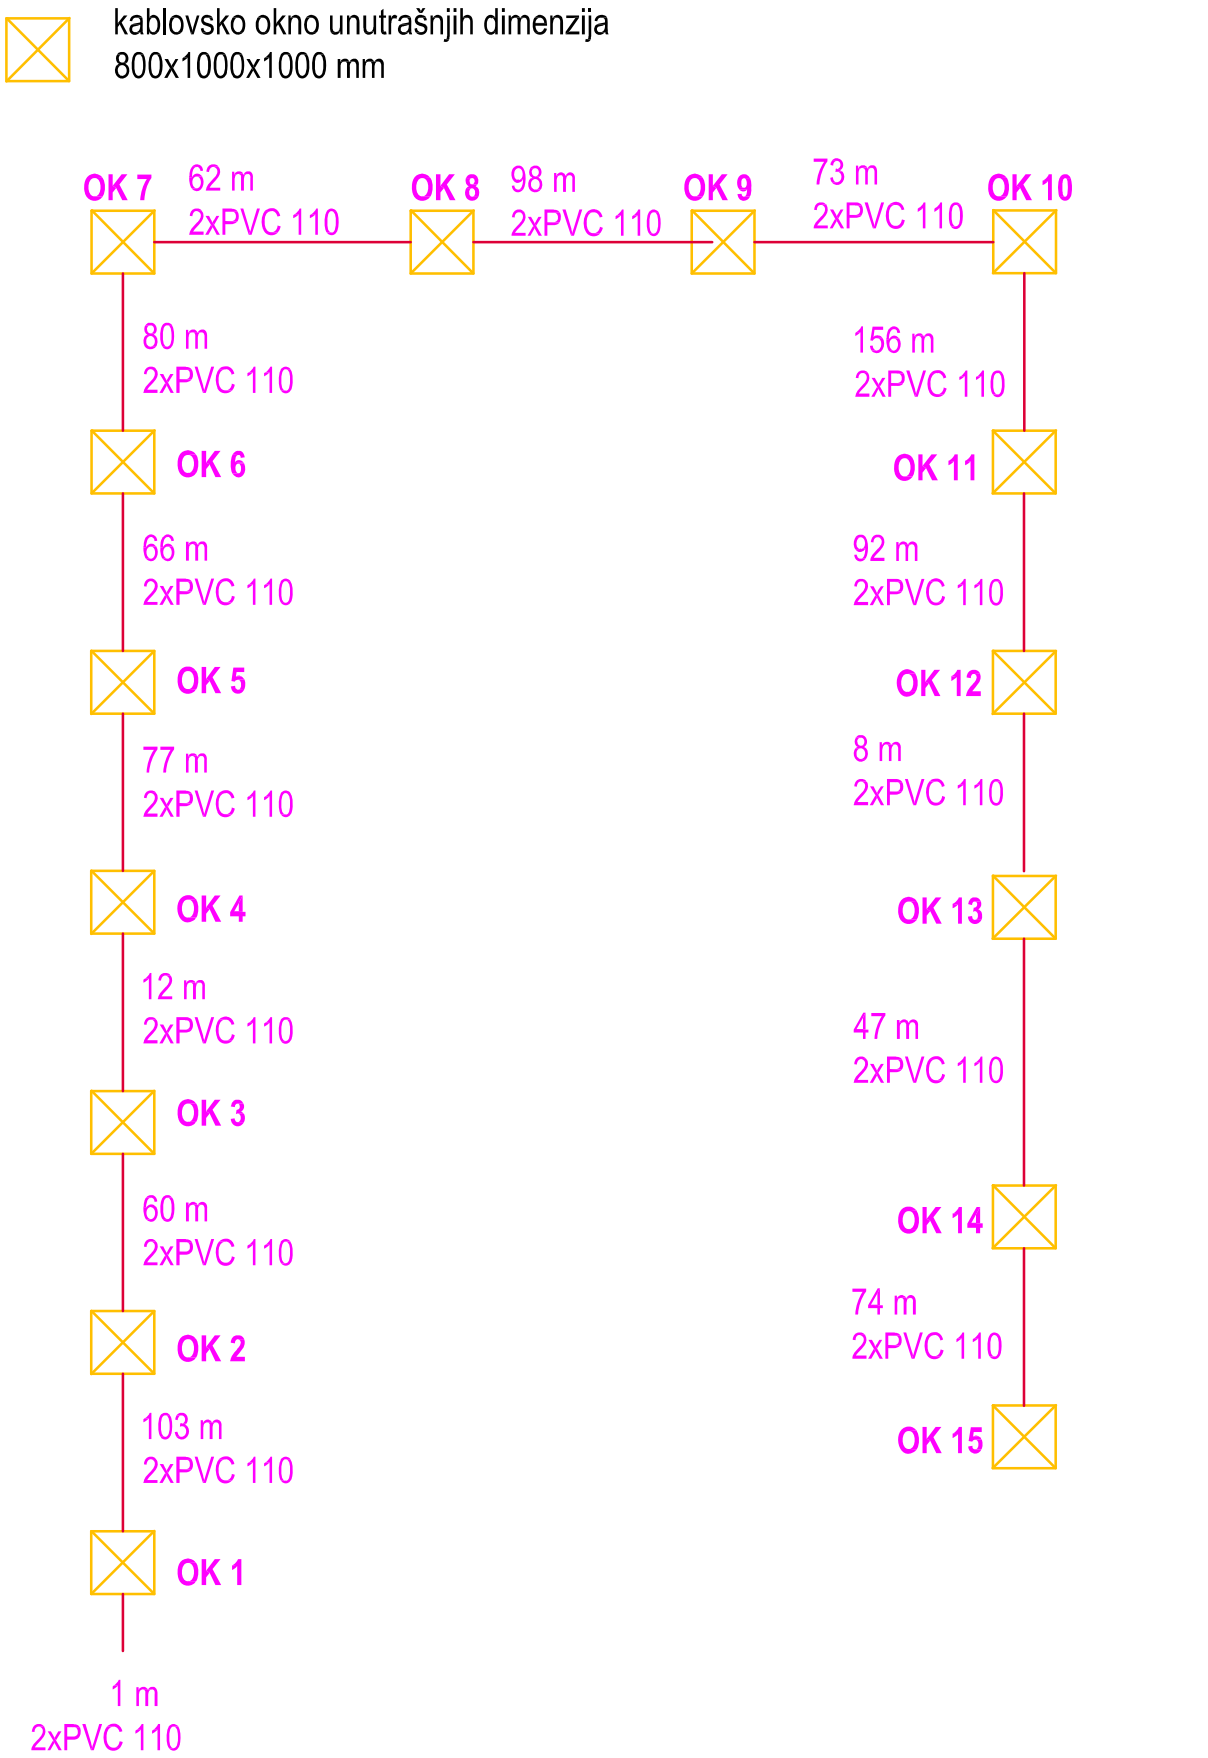 kablovsko okno unutrašnjih dimenzija
800x1000x1000 mm
OK 7
62 m
2xPVC 110
OK 8
98 m
2xPVC 110
OK 9
73 m
2xPVC 110
OK 10
80 m
2xPVC 110
156 m
2xPVC 110
OK 6
OK 11
66 m
2xPVC 110
92 m
2xPVC 110
OK 5
OK 12
77 m
2xPVC 110
8 m
2xPVC 110
OK 4
OK 13
12 m
2xPVC 110
47 m
2xPVC 110
OK 3
60 m
2xPVC 110
OK 14
74 m
2xPVC 110
OK 2
103 m
2xPVC 110
OK 15
OK 1
1 m
2xPVC 110